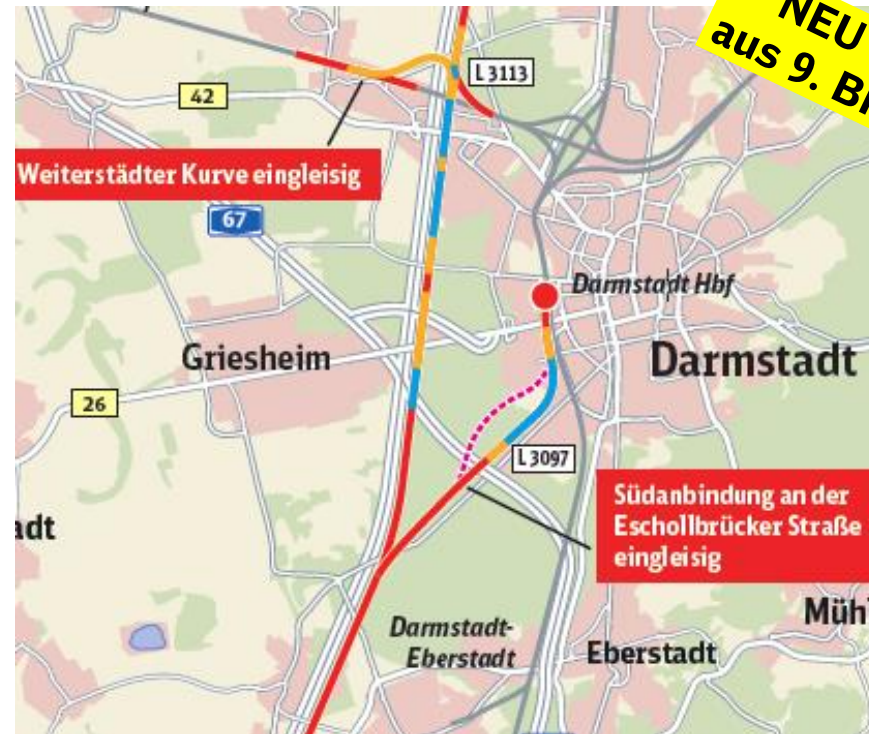 NEU
aus 9.
L 3113
42
Weiterstädter Kurve eingleisig
67
Darmstadt Hbf
Griesheim
Darmstadt
26
L 3097
Südanbindung an der
Eschollbrücker Straße
eingleisig
adt
Müh
Darmstadt-
Eberstadt
Eberstadt